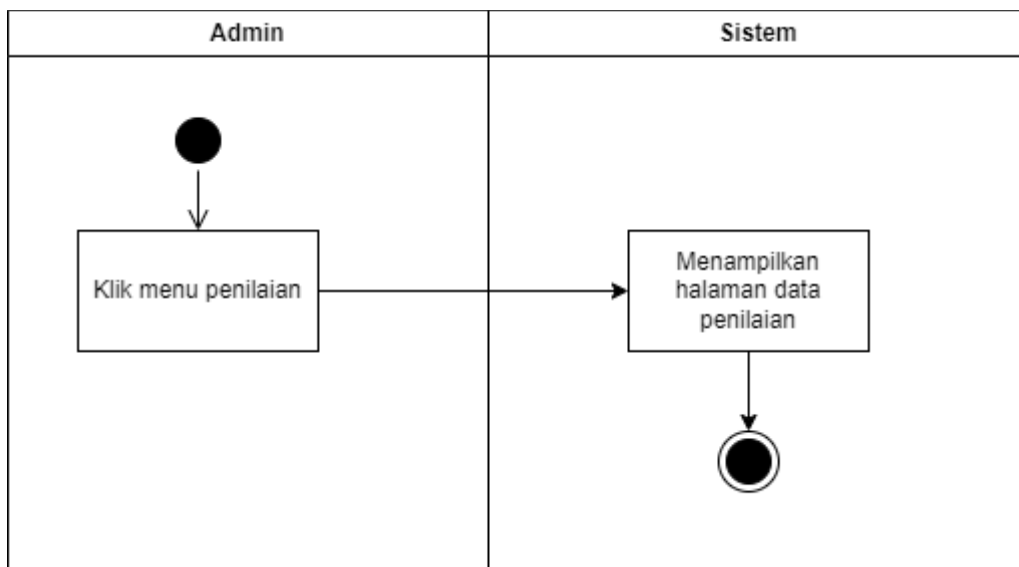 Admin
Sistem
Klik menu penilaian
Menampilkan
halaman data
penilaian